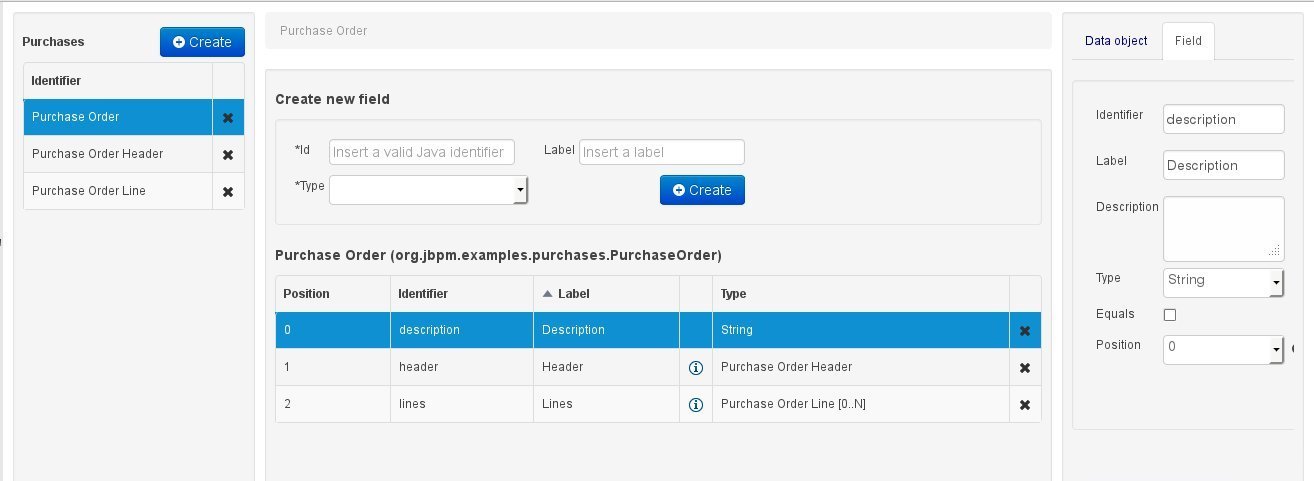 Purchases
Create
Identifier
Purchase Order
Purchase Order Header
Purchase Order Line
Purchase Order
Create new field
*Id Insert a valid Java identifier Label Insert a label
*Type Create
Purchase Order (org.jbpm.examples.purchases.PurchaseOrder)
Position Identifier Label Type
0 description Description String
1 header Header Purchase Order Header
2 lines Lines Purchase Order Line [0..N]
Data object Field
Identifier description
Label Description
Description
Type String
Equals
Position 0